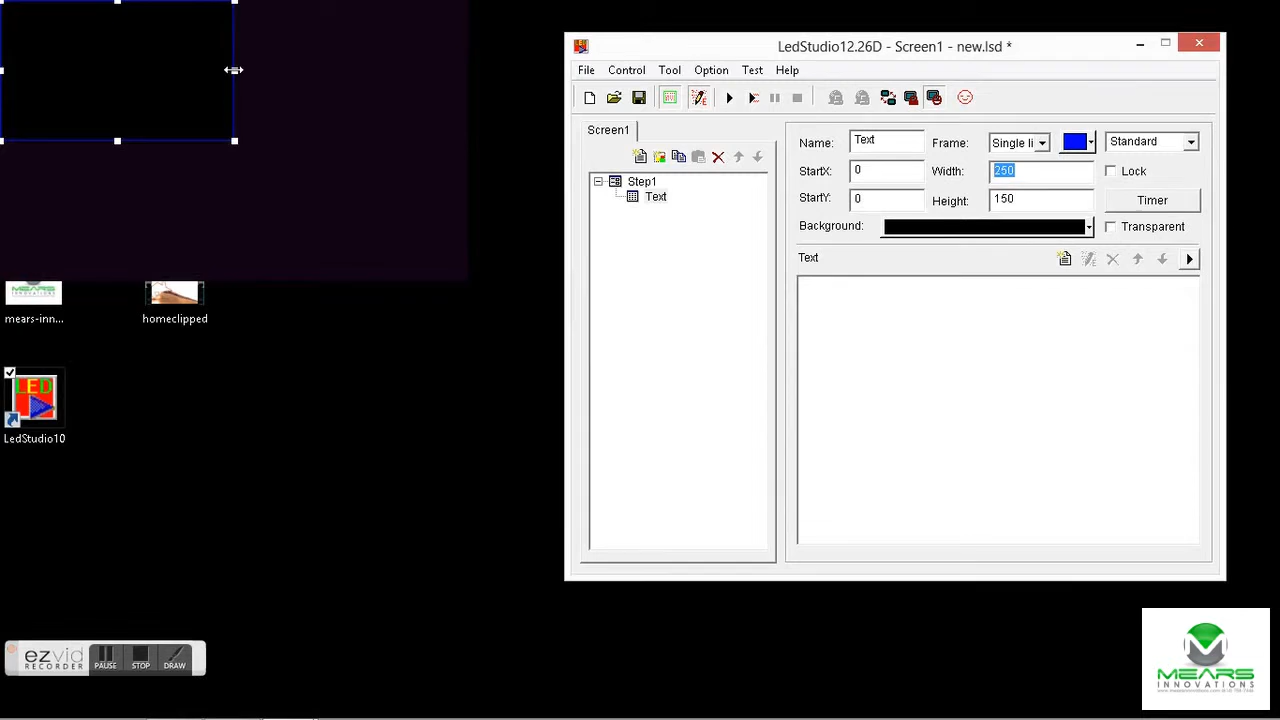 LedStudio12.26D - Screen1 - new.lsd *
File Control Tool Option Test Help
Screen1
Step1
Text
Name: Text Frame: Single li Standard
StartX: 0 Width: 250 Lock
StartY: 0 Height: 150 Timer
Background: Transparent
Text
mears-inn...
homeclipped
LED
LedStudio10
ezvid
RECORDER
PAUSE
STOP
DRAW
MEARS
INNOVATIONS